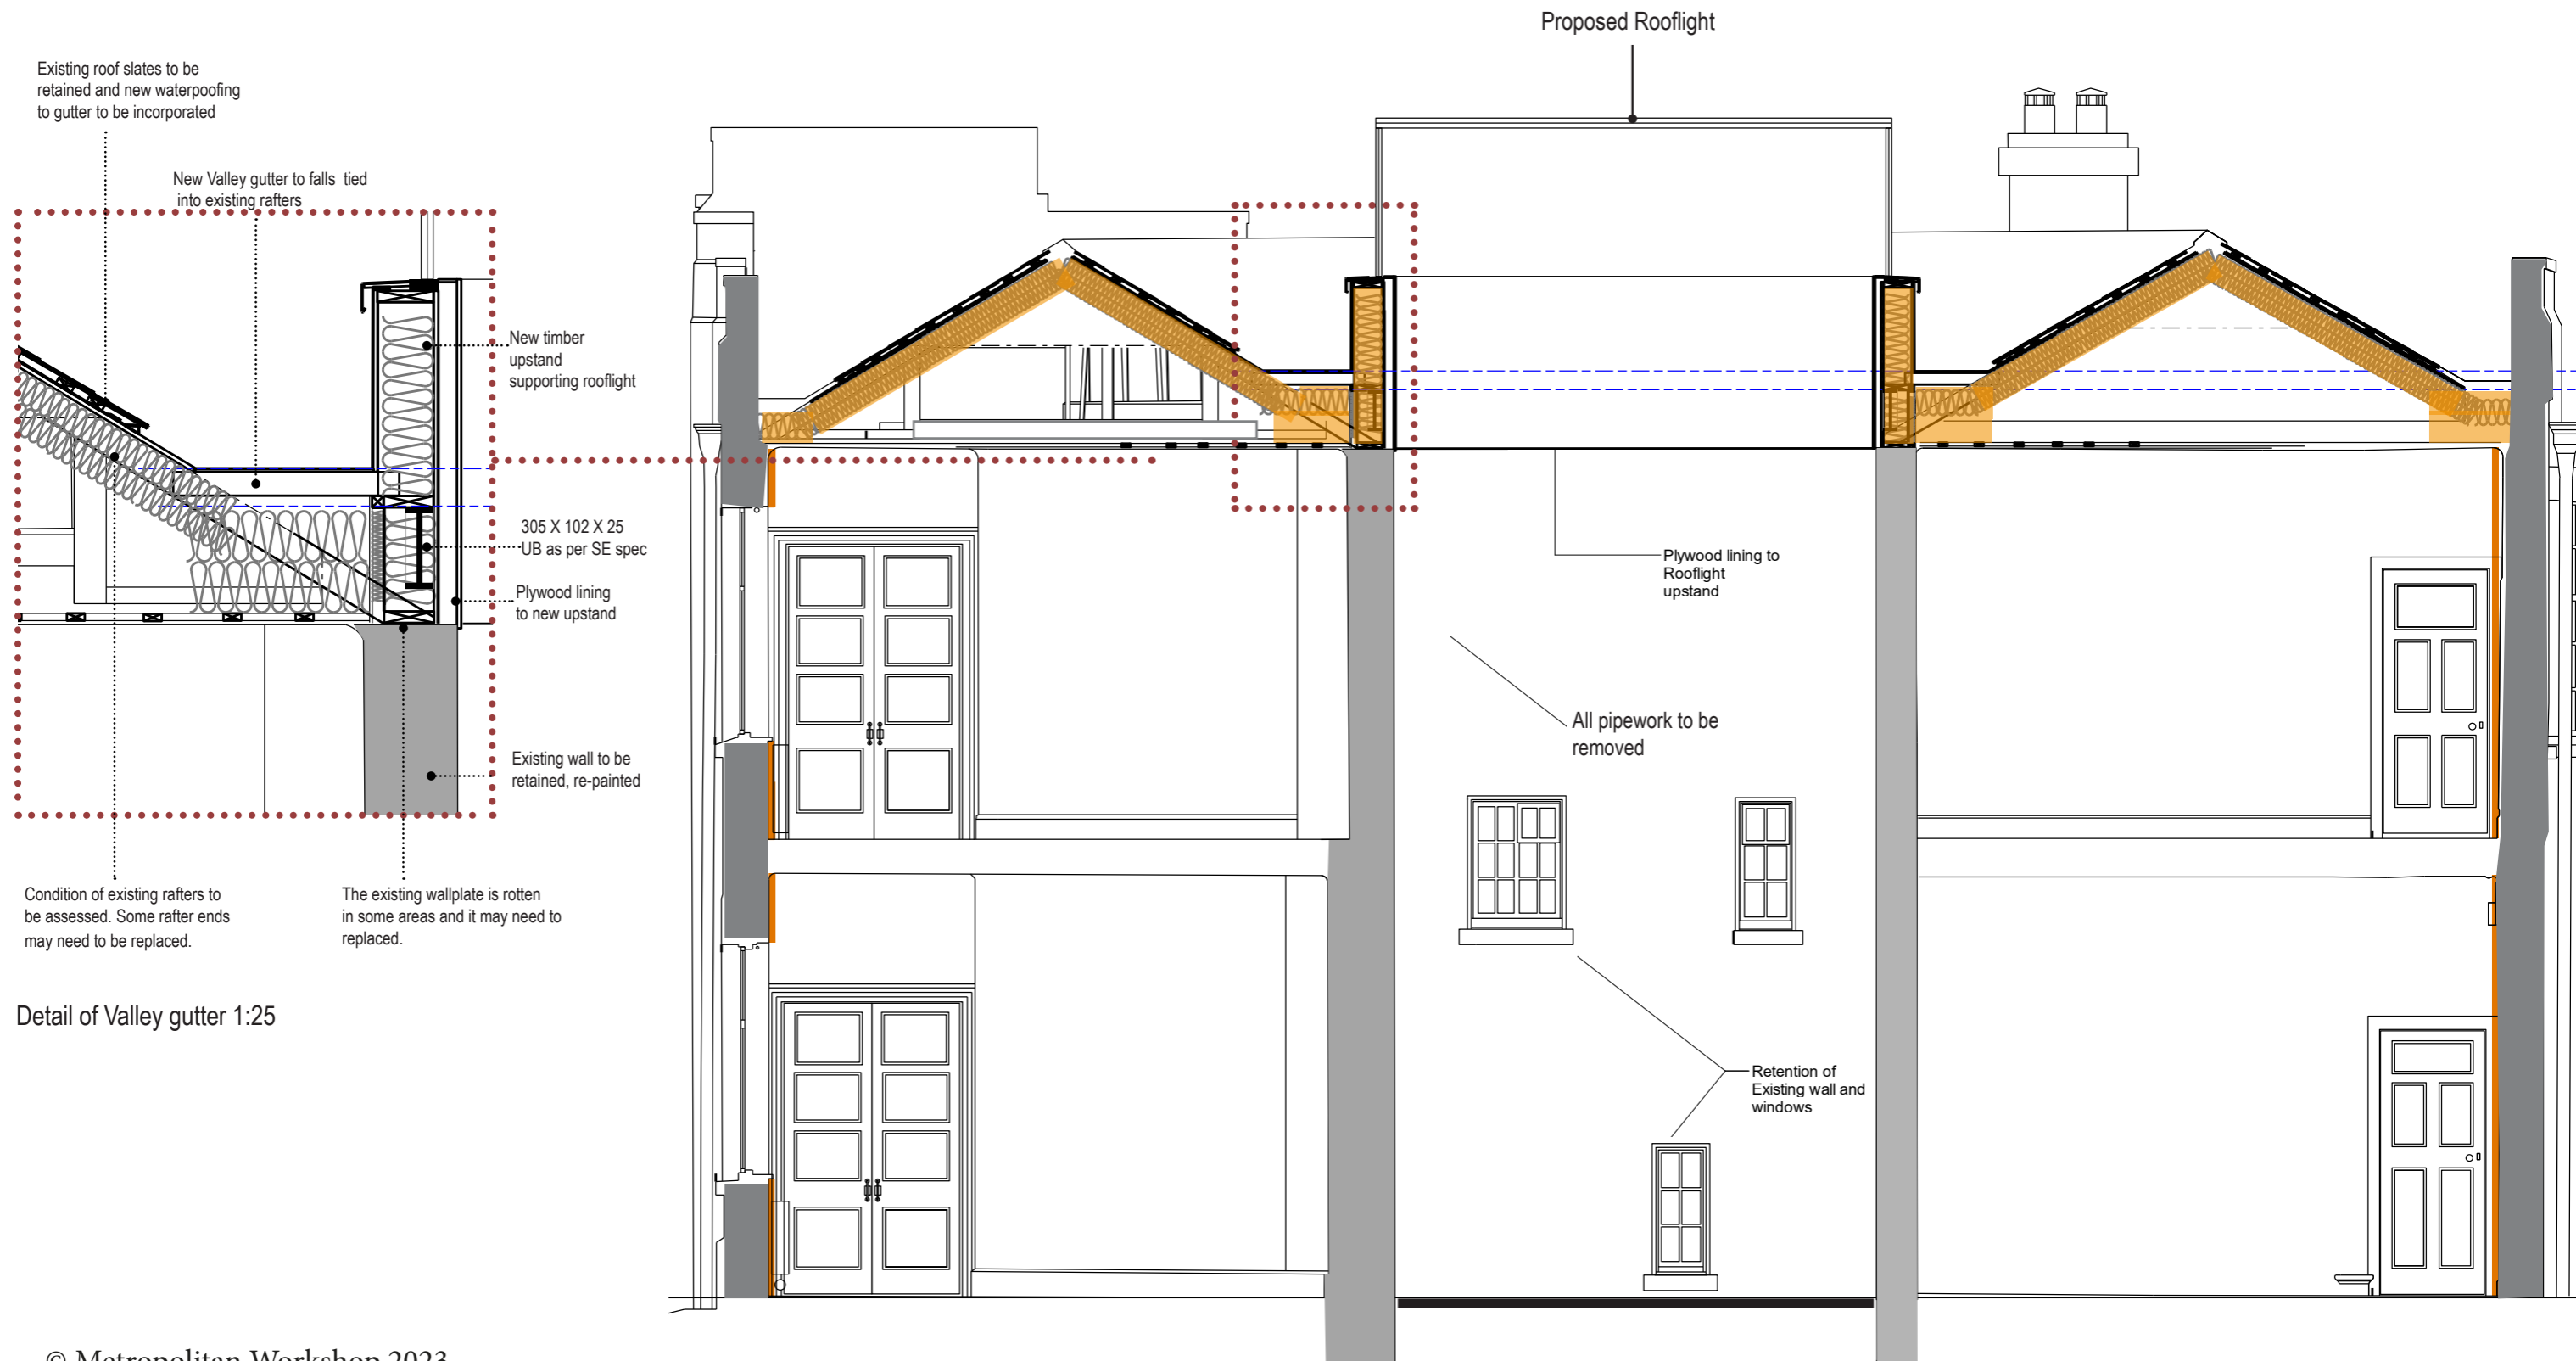 Proposed Rooflight
Existing roof slates to be
retained and new waterpoofing
to gutter to be incorporated
New Valley gutter to falls tied
into existing rafters
New timber
upstand
supporting rooflight
305 X 102 X 25
UB as per SE spec
Plywood lining
to new upstand
Existing wall to be
retained, re-painted
Condition of existing rafters to
be assessed. Some rafter ends
may need to be replaced.
The existing wallplate is rotten
in some areas and it may need to
replaced.
Detail of Valley gutter 1:25
Plywood lining to
Rooflight
upstand
All pipework to be
removed
Retention of
Existing wall and
windows
© Metropolitan Workshop 2023